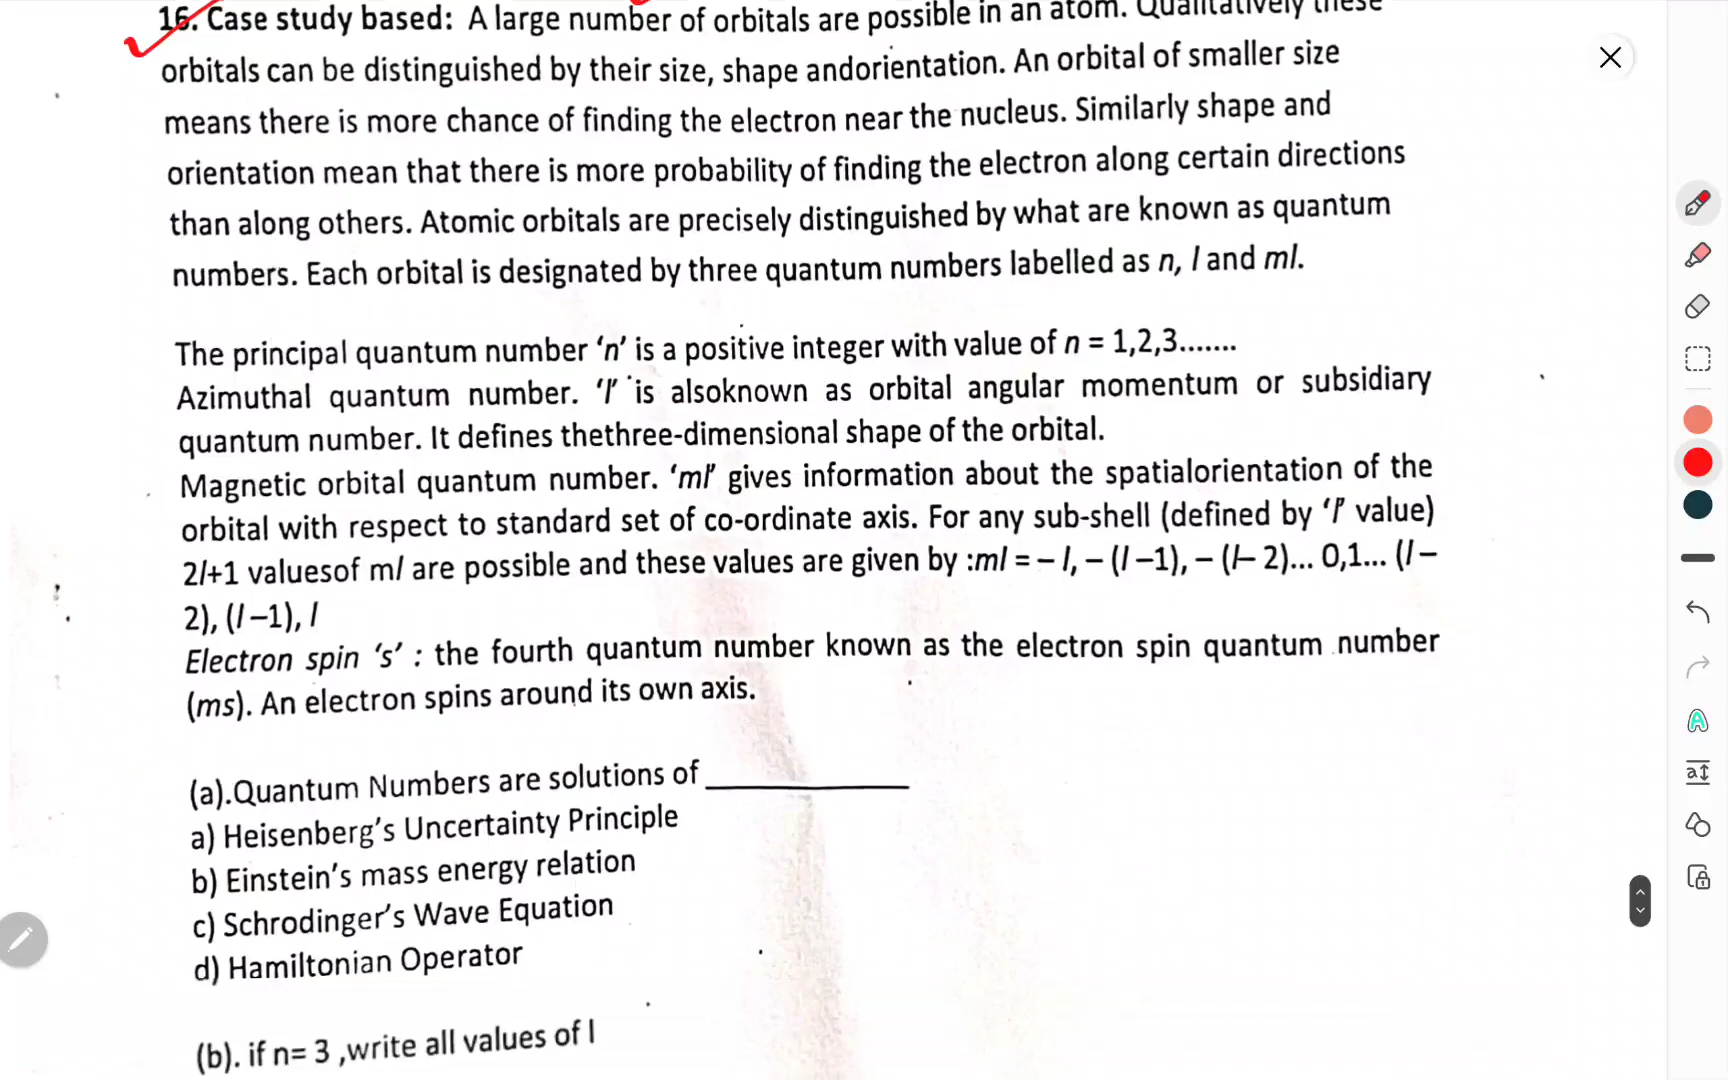 16. Case study based: A large number of orbitals are possible in an atom. Qualitatively these
orbitals can be distinguished by their size, shape andorientation. An orbital of smaller size
means there is more chance of finding the electron near the nucleus. Similarly shape and
orientation mean that there is more probability of finding the electron along certain directions
than along others. Atomic orbitals are precisely distinguished by what are known as quantum
numbers. Each orbital is designated by three quantum numbers labelled as n, l and ml.
The principal quantum number ‘n’ is a positive integer with value of n = 1,2,3.......
Azimuthal quantum number. ‘l’ is alsoknown as orbital angular momentum or subsidiary
quantum number. It defines thethree-dimensional shape of the orbital.
Magnetic orbital quantum number. ‘ml’ gives information about the spatialorientation of the
orbital with respect to standard set of co-ordinate axis. For any sub-shell (defined by ‘l’ value)
2l+1 valuesof ml are possible and these values are given by :ml = – l, – (l –1), – (l– 2)... 0,1... (l –
2), (l –1), l
Electron spin ‘s’ : the fourth quantum number known as the electron spin quantum number
(ms). An electron spins around its own axis.
(a).Quantum Numbers are solutions of ______________
a) Heisenberg’s Uncertainty Principle
b) Einstein’s mass energy relation
c) Schrodinger’s Wave Equation
d) Hamiltonian Operator
(b). if n= 3 ,write all values of l